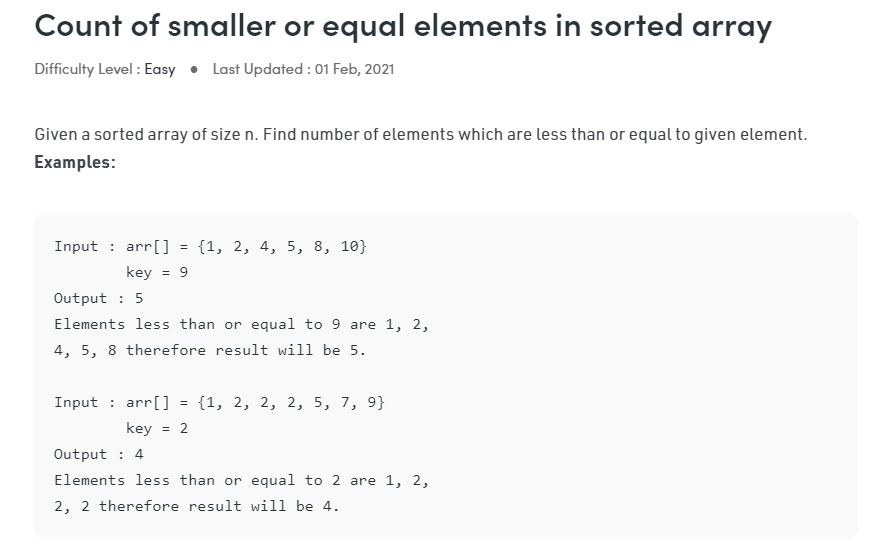 Count of smaller or equal elements in sorted array
Difficulty Level : Easy ● Last Updated : 01 Feb, 2021
Given a sorted array of size n. Find number of elements which are less than or equal to given element.
Examples:
Input : arr[] = {1, 2, 4, 5, 8, 10}
key = 9
Output : 5
Elements less than or equal to 9 are 1, 2,
4, 5, 8 therefore result will be 5.
Input : arr[] = {1, 2, 2, 2, 5, 7, 9}
key = 2
Output : 4
Elements less than or equal to 2 are 1, 2,
2, 2 therefore result will be 4.